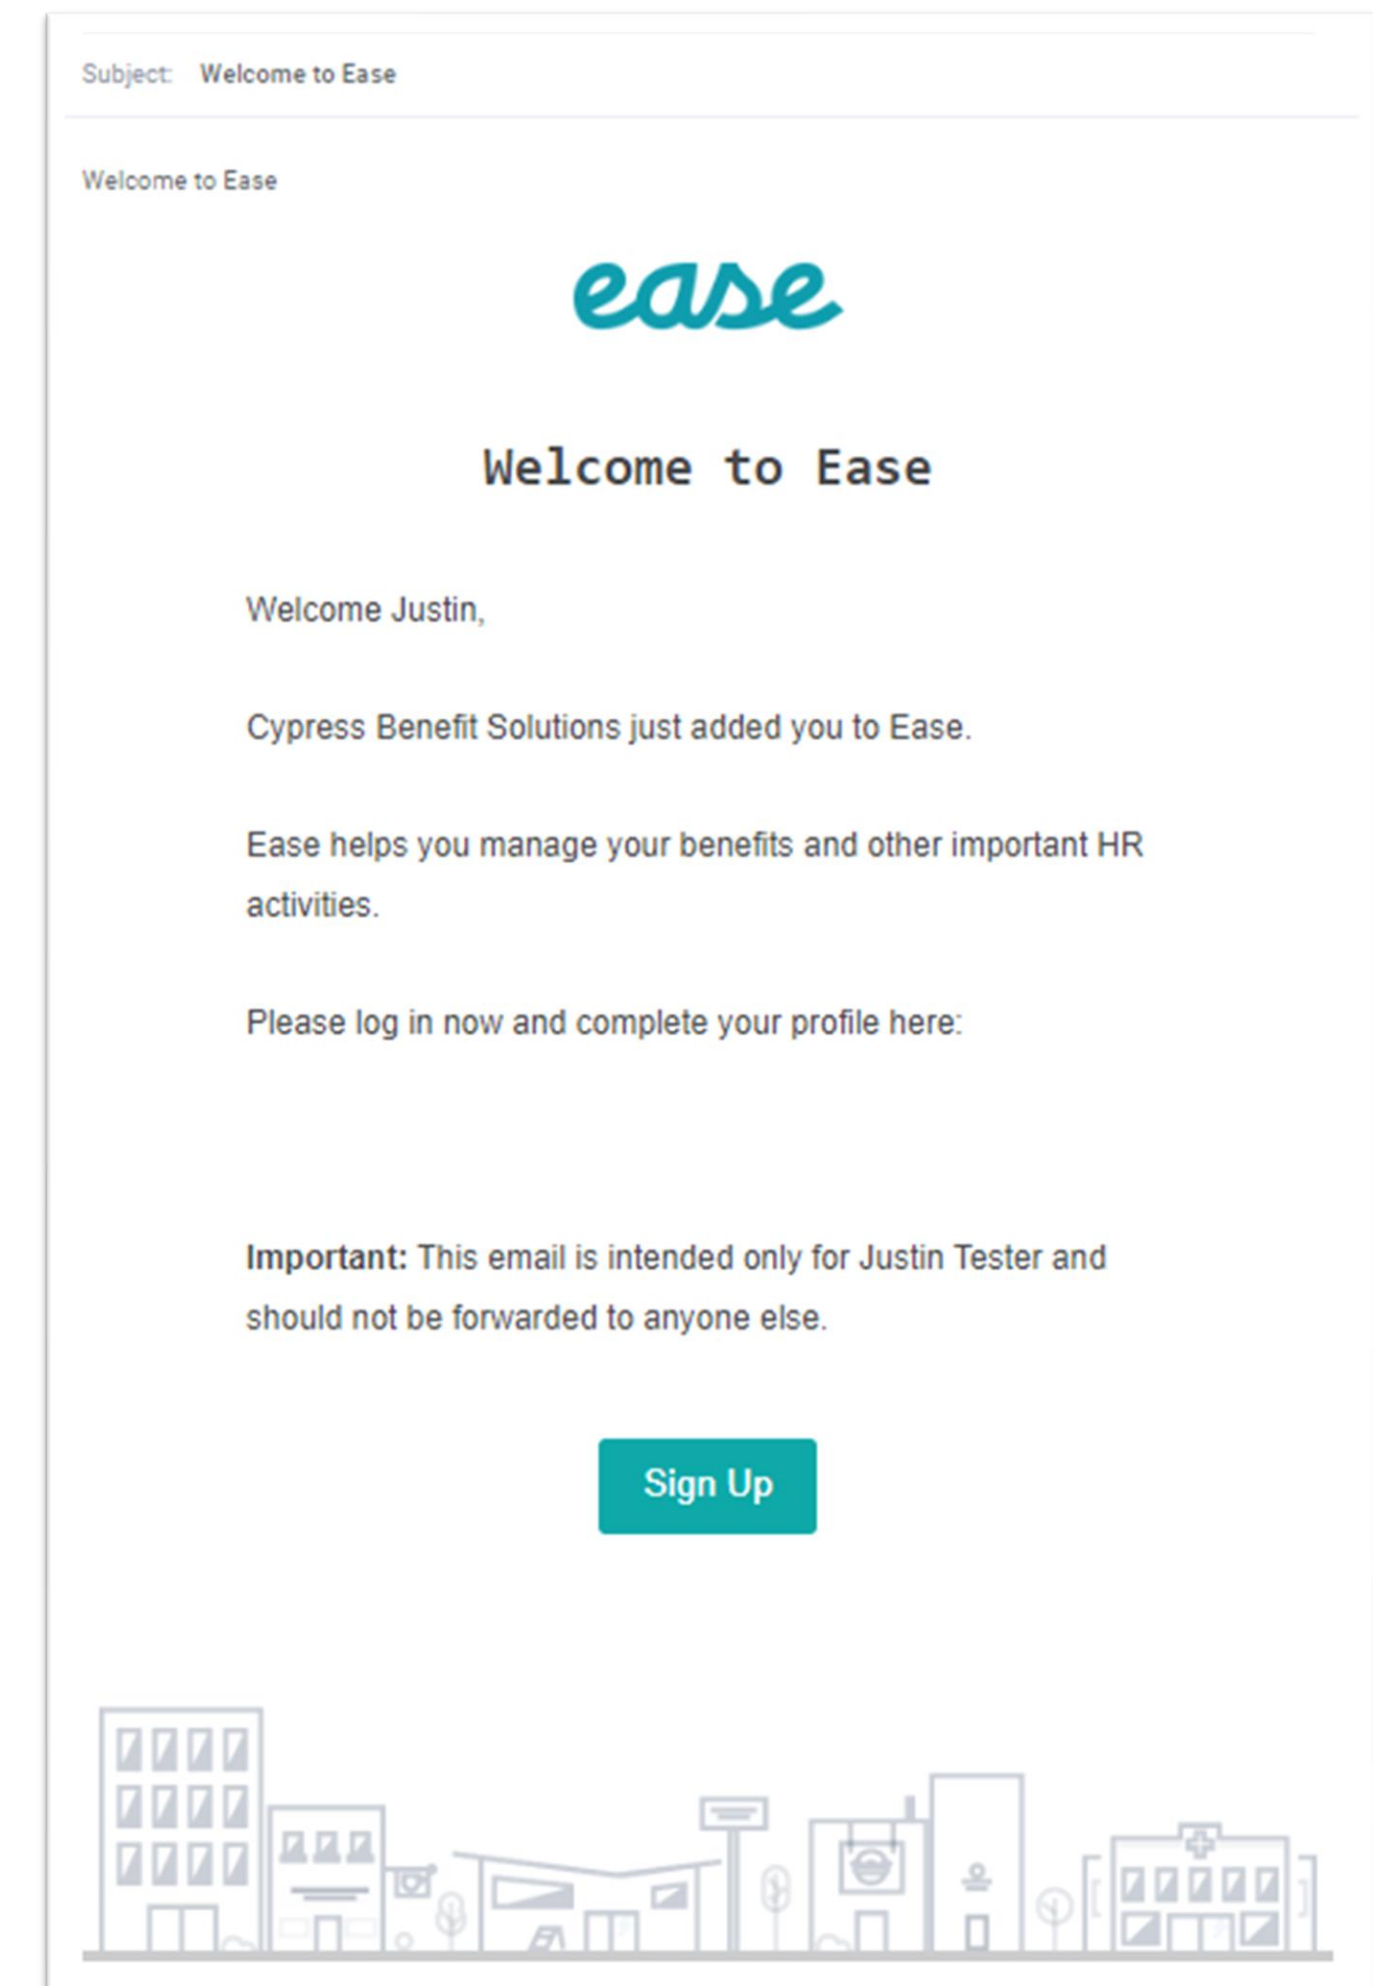 Subject: Welcome to Ease
Welcome to Ease
ease
Welcome to Ease
Welcome Justin,
Cypress Benefit Solutions just added you to Ease.
Ease helps you manage your benefits and other important HR
activities.
Please log in now and complete your profile here:
Important: This email is intended only for Justin Tester and
should not be forwarded to anyone else.
Sign Up